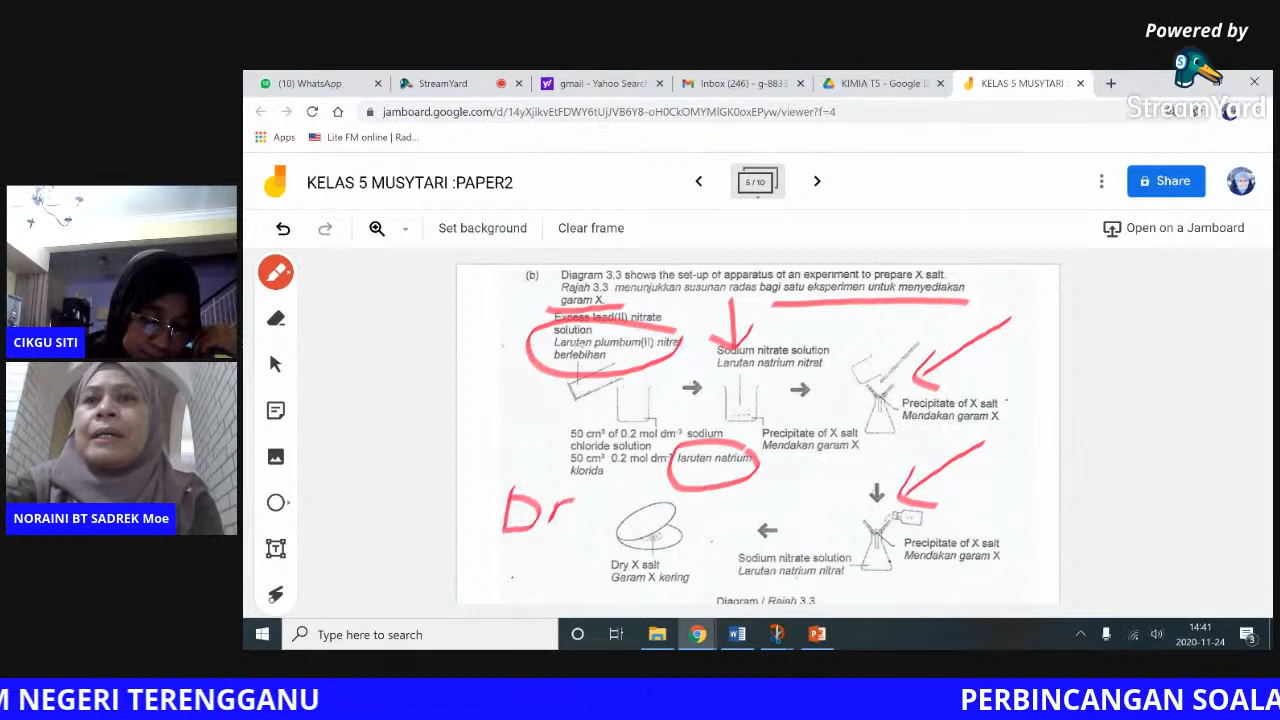 Powered by
StreamYard
(10) WhatsApp
StreamYard
gmail - Yahoo Searc
Inbox (246) - g-8833
KIMIA T5 - Google D
KELAS 5 MUSYTARI :
jamboard.google.com/d/14yXjikvEtFDWY6tUjJVB6Y8-oH0CkOMYMlGK0oxEPyw/viewer?f=4
Apps
Lite FM online | Rad...
KELAS 5 MUSYTARI :PAPER2
5 / 10
Share
Set background
Clear frame
Open on a Jamboard
(b) Diagram 3.3 shows the set-up of apparatus of an experiment to prepare X salt.
Rajah 3.3 menunjukkan susunan radas bagi satu eksperimen untuk menyediakan
garam X.
Excess lead(II) nitrate
solution
Larutan plumbum(II) nitrat
berlebihan
Sodium nitrate solution
Larutan natrium nitrat
Precipitate of X salt
Mendakan garam X
50 cm³ of 0.2 mol dm⁻³ sodium
chloride solution
50 cm³ 0.2 mol dm⁻³ larutan natrium
klorida
Precipitate of X salt
Mendakan garam X
Dr
Dry X salt
Garam X kering
Sodium nitrate solution
Larutan natrium nitrat
Precipitate of X salt
Mendakan garam X
Diagram / Rajah 3.3
CIKGU SITI
NORAINI BT SADREK Moe
Type here to search
14:41
2020-11-24
3
M NEGERI TERENGGANU
PERBINCANGAN SOALA